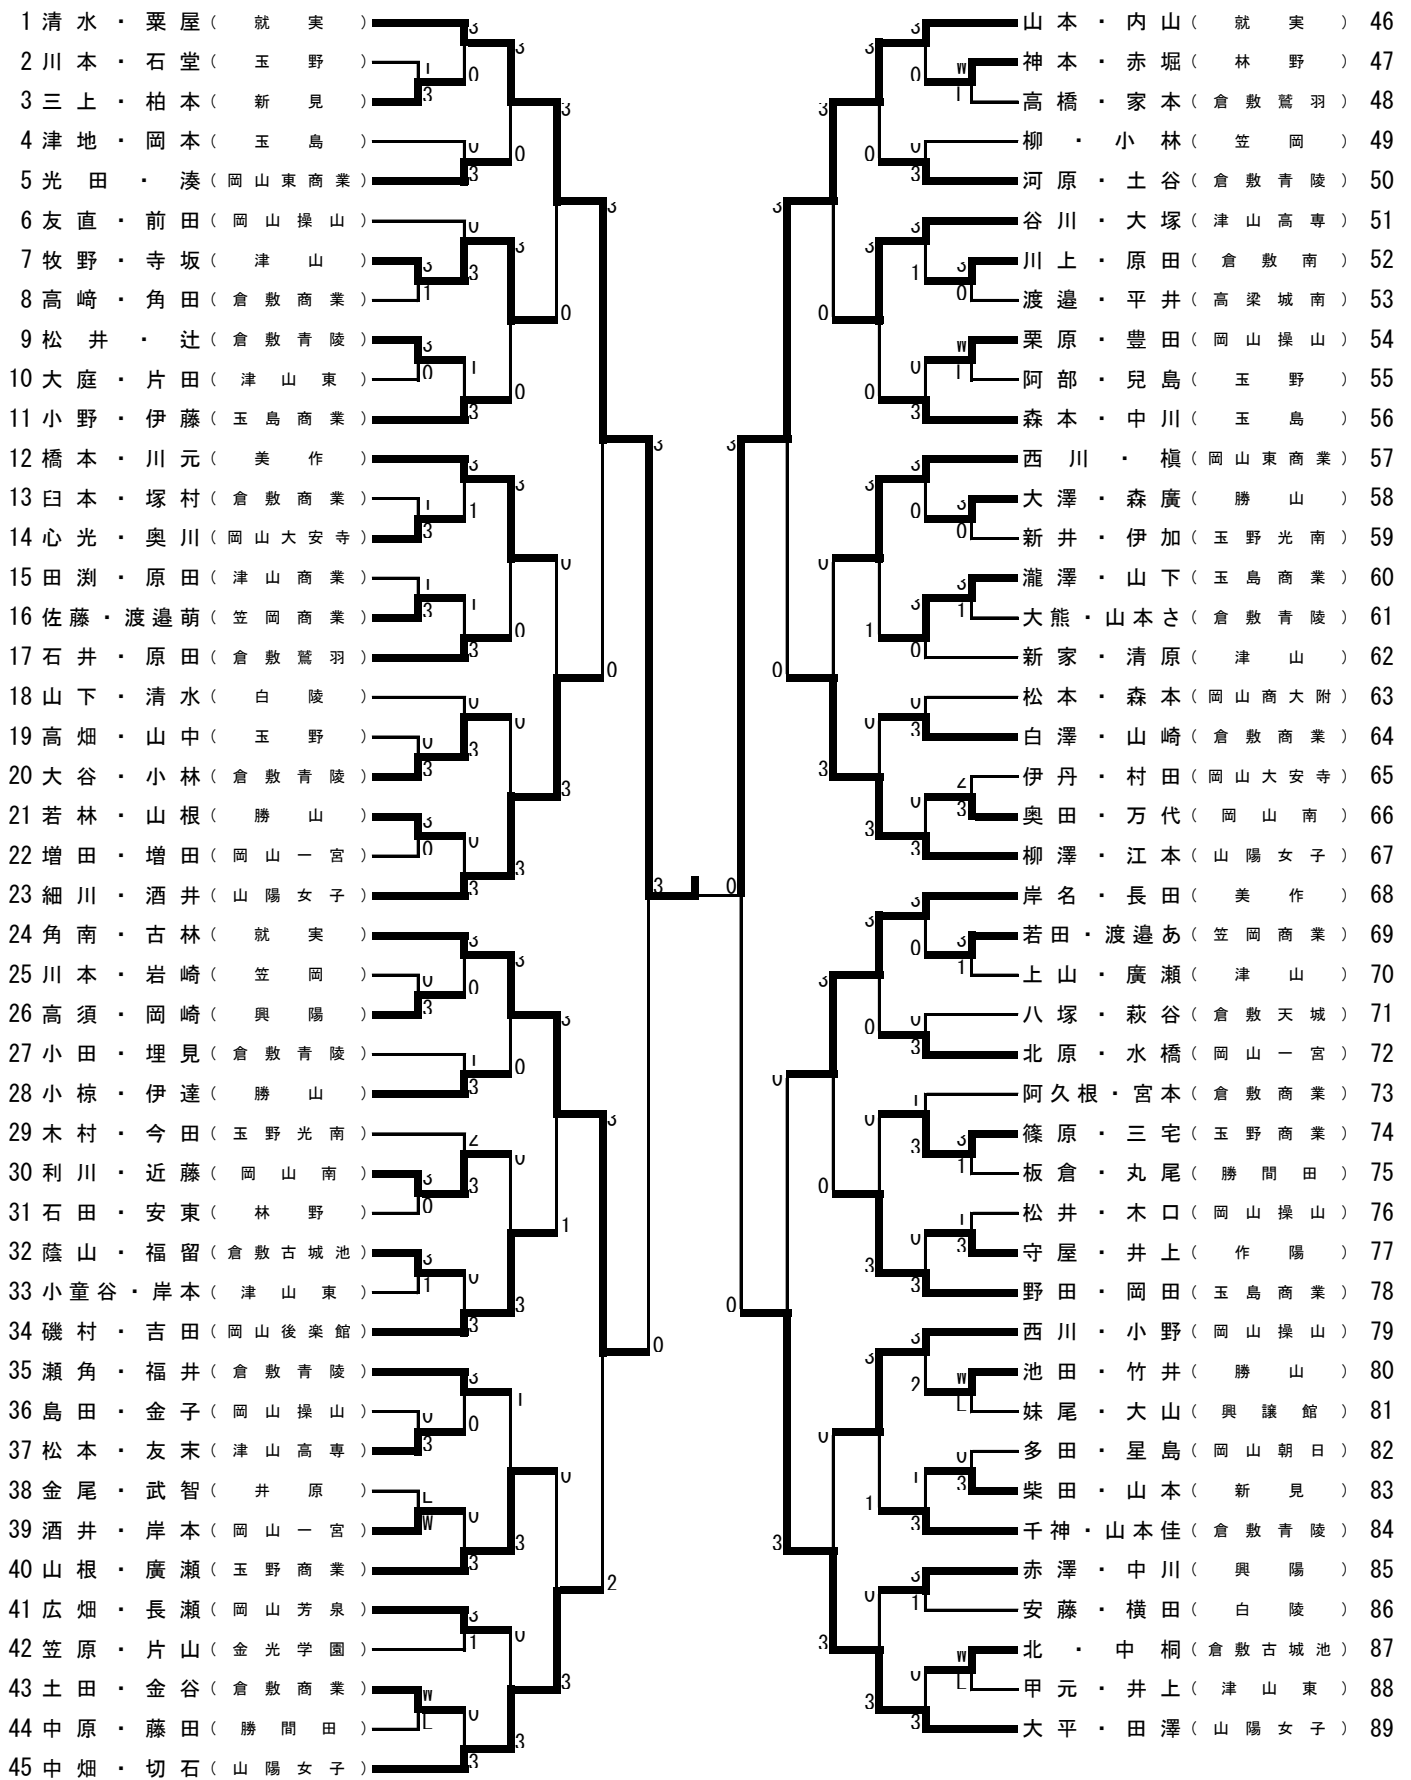 1 清水・粟屋（就実）
2 川本・石堂（玉野）
3 三上・柏本（新見）
4 津地・岡本（玉島）
5 光田・湊（岡山東商業）
6 友直・前田（岡山操山）
7 牧野・寺坂（津山）
8 高﨑・角田（倉敷商業）
9 松井・辻（倉敷青陵）
10 大庭・片田（津山東）
11 小野・伊藤（玉島商業）
12 橋本・川元（美作）
13 臼本・塚村（倉敷商業）
14 心光・奥川（岡山大安寺）
15 田渕・原田（津山商業）
16 佐藤・渡邉萌（笠岡商業）
17 石井・原田（倉敷鷲羽）
18 山下・清水（白陵）
19 高畑・山中（玉野）
20 大谷・小林（倉敷青陵）
21 若林・山根（勝山）
22 増田・増田（岡山一宮）
23 細川・酒井（山陽女子）
24 角南・古林（就実）
25 川本・岩崎（笠岡）
26 高須・岡崎（興陽）
27 小田・埋見（倉敷青陵）
28 小椋・伊達（勝山）
29 木村・今田（玉野光南）
30 利川・近藤（岡山南）
31 石田・安東（林野）
32 蔭山・福留（倉敷古城池）
33 小童谷・岸本（津山東）
34 磯村・吉田（岡山後楽館）
35 瀬角・福井（倉敷青陵）
36 島田・金子（岡山操山）
37 松本・友末（津山高専）
38 金尾・武智（井原）
39 酒井・岸本（岡山一宮）
40 山根・廣瀬（玉野商業）
41 広畑・長瀬（岡山芳泉）
42 笠原・片山（金光学園）
43 土田・金谷（倉敷商業）
44 中原・藤田（勝間田）
45 中畑・切石（山陽女子）
山本・内山（就実）46
神本・赤堀（林野）47
高橋・家本（倉敷鷲羽）48
柳・小林（笠岡）49
河原・土谷（倉敷青陵）50
谷川・大塚（津山高専）51
川上・原田（倉敷南）52
渡邉・平井（高梁城南）53
栗原・豊田（岡山操山）54
阿部・兒島（玉野）55
森本・中川（玉島）56
西川・槇（岡山東商業）57
大澤・森廣（勝山）58
新井・伊加（玉野光南）59
瀧澤・山下（玉島商業）60
大熊・山本さ（倉敷青陵）61
新家・清原（津山）62
松本・森本（岡山商大附）63
白澤・山崎（倉敷商業）64
伊丹・村田（岡山大安寺）65
奥田・万代（岡山南）66
柳澤・江本（山陽女子）67
岸名・長田（美作）68
若田・渡邉あ（笠岡商業）69
上山・廣瀬（津山）70
八塚・萩谷（倉敷天城）71
北原・水橋（岡山一宮）72
阿久根・宮本（倉敷商業）73
篠原・三宅（玉野商業）74
板倉・丸尾（勝間田）75
松井・木口（岡山操山）76
守屋・井上（作陽）77
野田・岡田（玉島商業）78
西川・小野（岡山操山）79
池田・竹井（勝山）80
妹尾・大山（興譲館）81
多田・星島（岡山朝日）82
柴田・山本（新見）83
千神・山本佳（倉敷青陵）84
赤澤・中川（興陽）85
安藤・横田（白陵）86
北・中桐（倉敷古城池）87
甲元・井上（津山東）88
大平・田澤（山陽女子）89